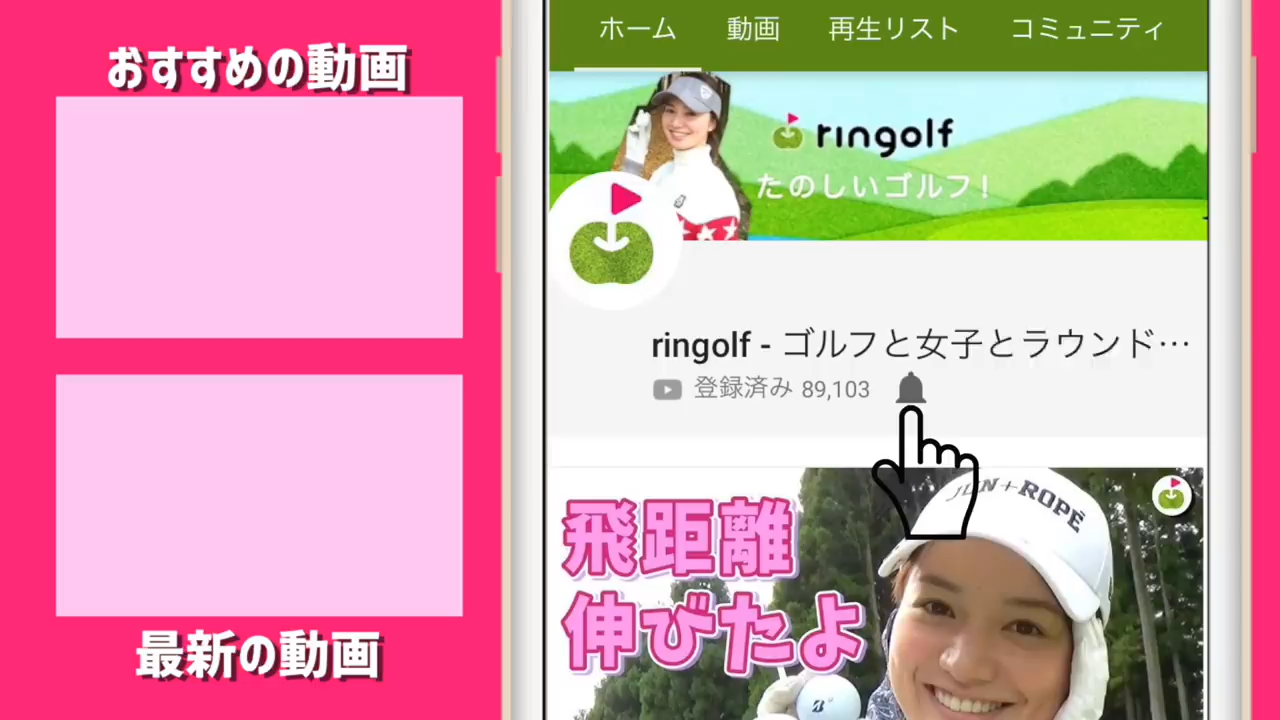 おすすめの動画
最新の動画
ホーム 動画 再生リスト コミュニティ
ringolf
たのしいゴルフ!
ringolf - ゴルフと女子とラウンド…
登録済み 89,103
飛距離
伸びたよ
JUN+ROPÉ
B